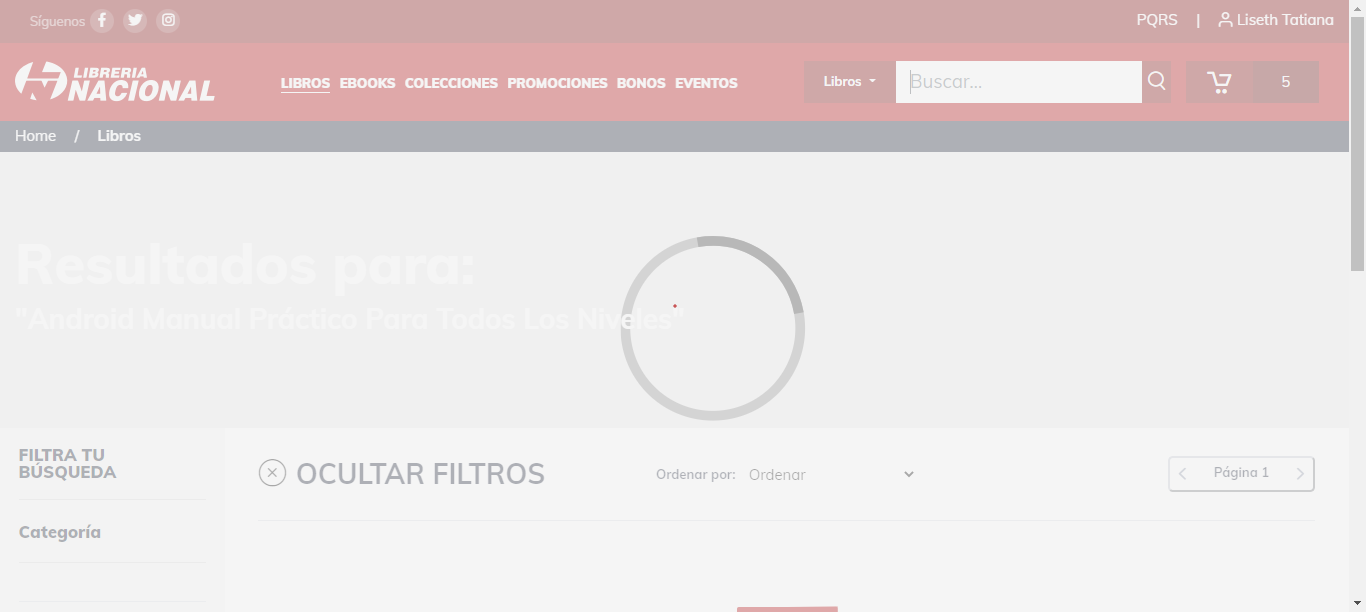 Síguenos
PQRS | Liseth Tatiana
LIBRERIA
NACIONAL
LIBROS EBOOKS COLECCIONES PROMOCIONES BONOS EVENTOS
Libros
Buscar...
5
Home / Libros
Resultados para:
"Android Manual Práctico Para Todos Los Niveles"
FILTRA TU
BÚSQUEDA
OCULTAR FILTROS
Ordenar por: Ordenar
Página 1
Categoría